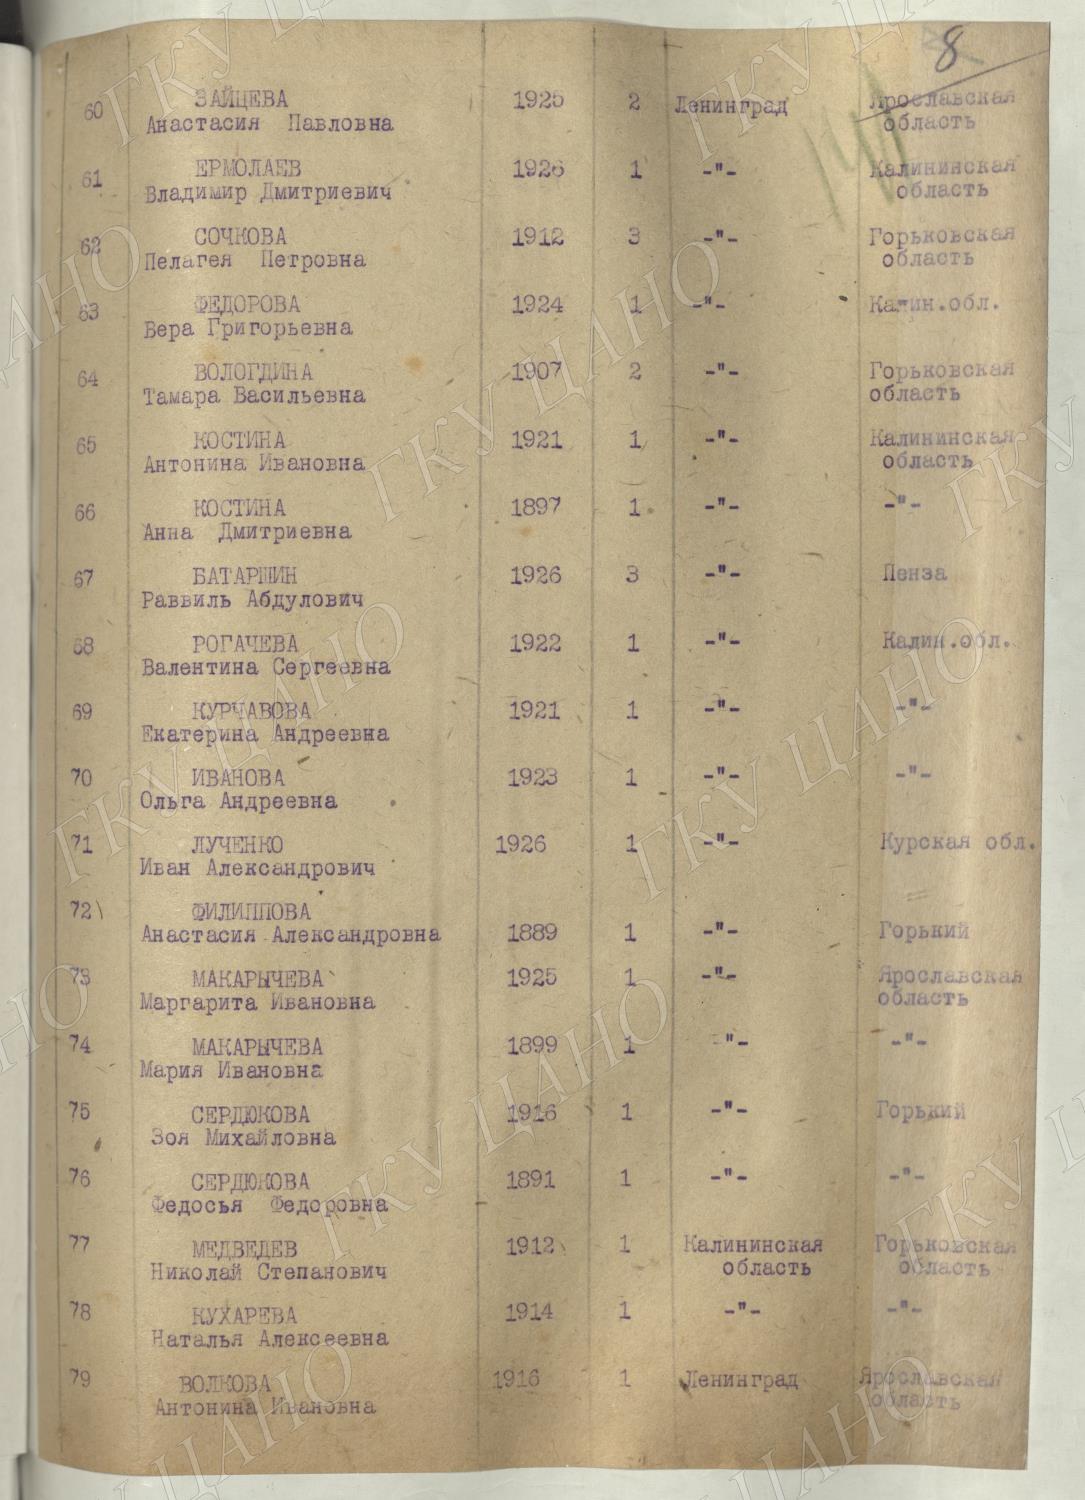 8
60 ЗАЙЦЕВА 1925 2 Ленинград Ярославская
Анастасия Павловна область
61 ЕРМОЛАЕВ 1926 1 -"- Калининская
Владимир Дмитриевич область
62 СОЧКОВА 1912 3 -"- Горьковская
Пелагея Петровна область
63 ФЕДОРОВА 1924 1 -"- Калин.обл.
Вера Григорьевна
64 ВОЛОГДИНА 1907 2 -"- Горьковская
Тамара Васильевна область
65 КОСТИНА 1921 1 -"- Калининская
Антонина Ивановна область
66 КОСТИНА 1897 1 -"- -"-
Анна Дмитриевна
67 БАТАРШИН 1926 3 -"- Пенза
Раввиль Абдулович
68 РОГАЧЕВА 1922 1 -"- Калин.обл.
Валентина Сергеевна
69 КУРЧАВОВА 1921 1 -"- -"-
Екатерина Андреевна
70 ИВАНОВА 1923 1 -"- -"-
Ольга Андреевна
71 ЛУЧЕНКО 1926 1 -"- Курская обл.
Иван Александрович
72 ФИЛИППОВА
Анастасия Александровна 1889 1 -"- Горький
73 МАКАРЫЧЕВА 1925 1 -"- Ярославская
Маргарита Ивановна область
74 МАКАРЫЧЕВА 1899 1 -"- -"-
Мария Ивановна
75 СЕРДЮКОВА 1916 1 -"- Горький
Зоя Михайловна
76 СЕРДЮКОВА 1891 1 -"- -"-
Федосья Федоровна
77 МЕДВЕДЕВ 1912 1 Калининская Горьковская
Николай Степанович область область
78 КУХАРЕВА 1914 1 -"- -"-
Наталья Алексеевна
79 ВОЛКОВА 1916 1 Ленинград Ярославская
Антонина Ивановна область
ГКУ ЦАНО